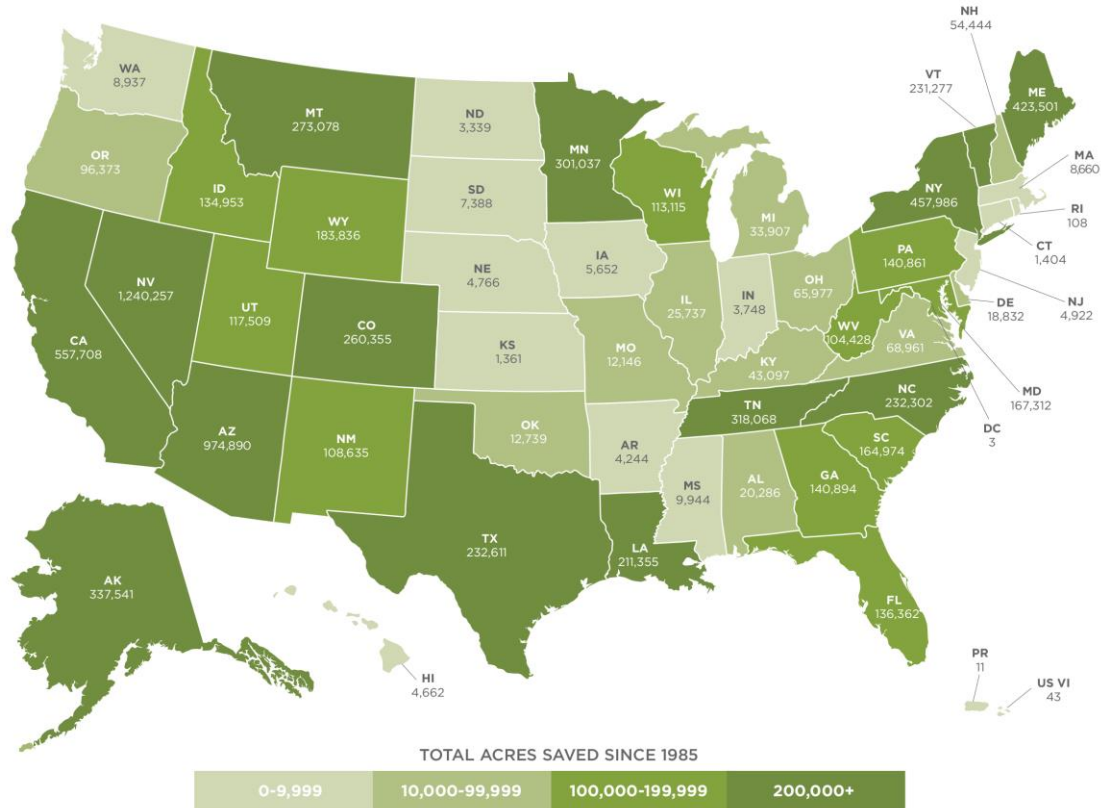 NH
54,444
VT
231,277
ME
423,501
WA
8,937
MT
273,078
ND
3,339
MN
301,037
OR
96,373
ID
134,953
WY
183,836
SD
7,388
WI
113,115
MI
33,907
NY
457,986
MA
8,660
RI
108
CT
1,404
NJ
4,922
DE
18,832
MD
167,312
DC
3
NV
1,240,257
UT
117,509
CO
260,355
NE
4,766
IA
5,652
IL
25,737
IN
3,748
OH
65,977
PA
140,861
WV
104,428
VA
68,961
CA
557,708
KS
1,361
MO
12,146
KY
43,097
AZ
974,890
NM
108,635
OK
12,739
AR
4,244
TN
318,068
NC
232,302
SC
164,974
MS
9,944
AL
20,286
GA
140,894
TX
232,611
LA
211,355
FL
136,362
AK
337,541
HI
4,662
PR
11
US VI
43
TOTAL ACRES SAVED SINCE 1985
0-9,999 10,000-99,999 100,000-199,999 200,000+